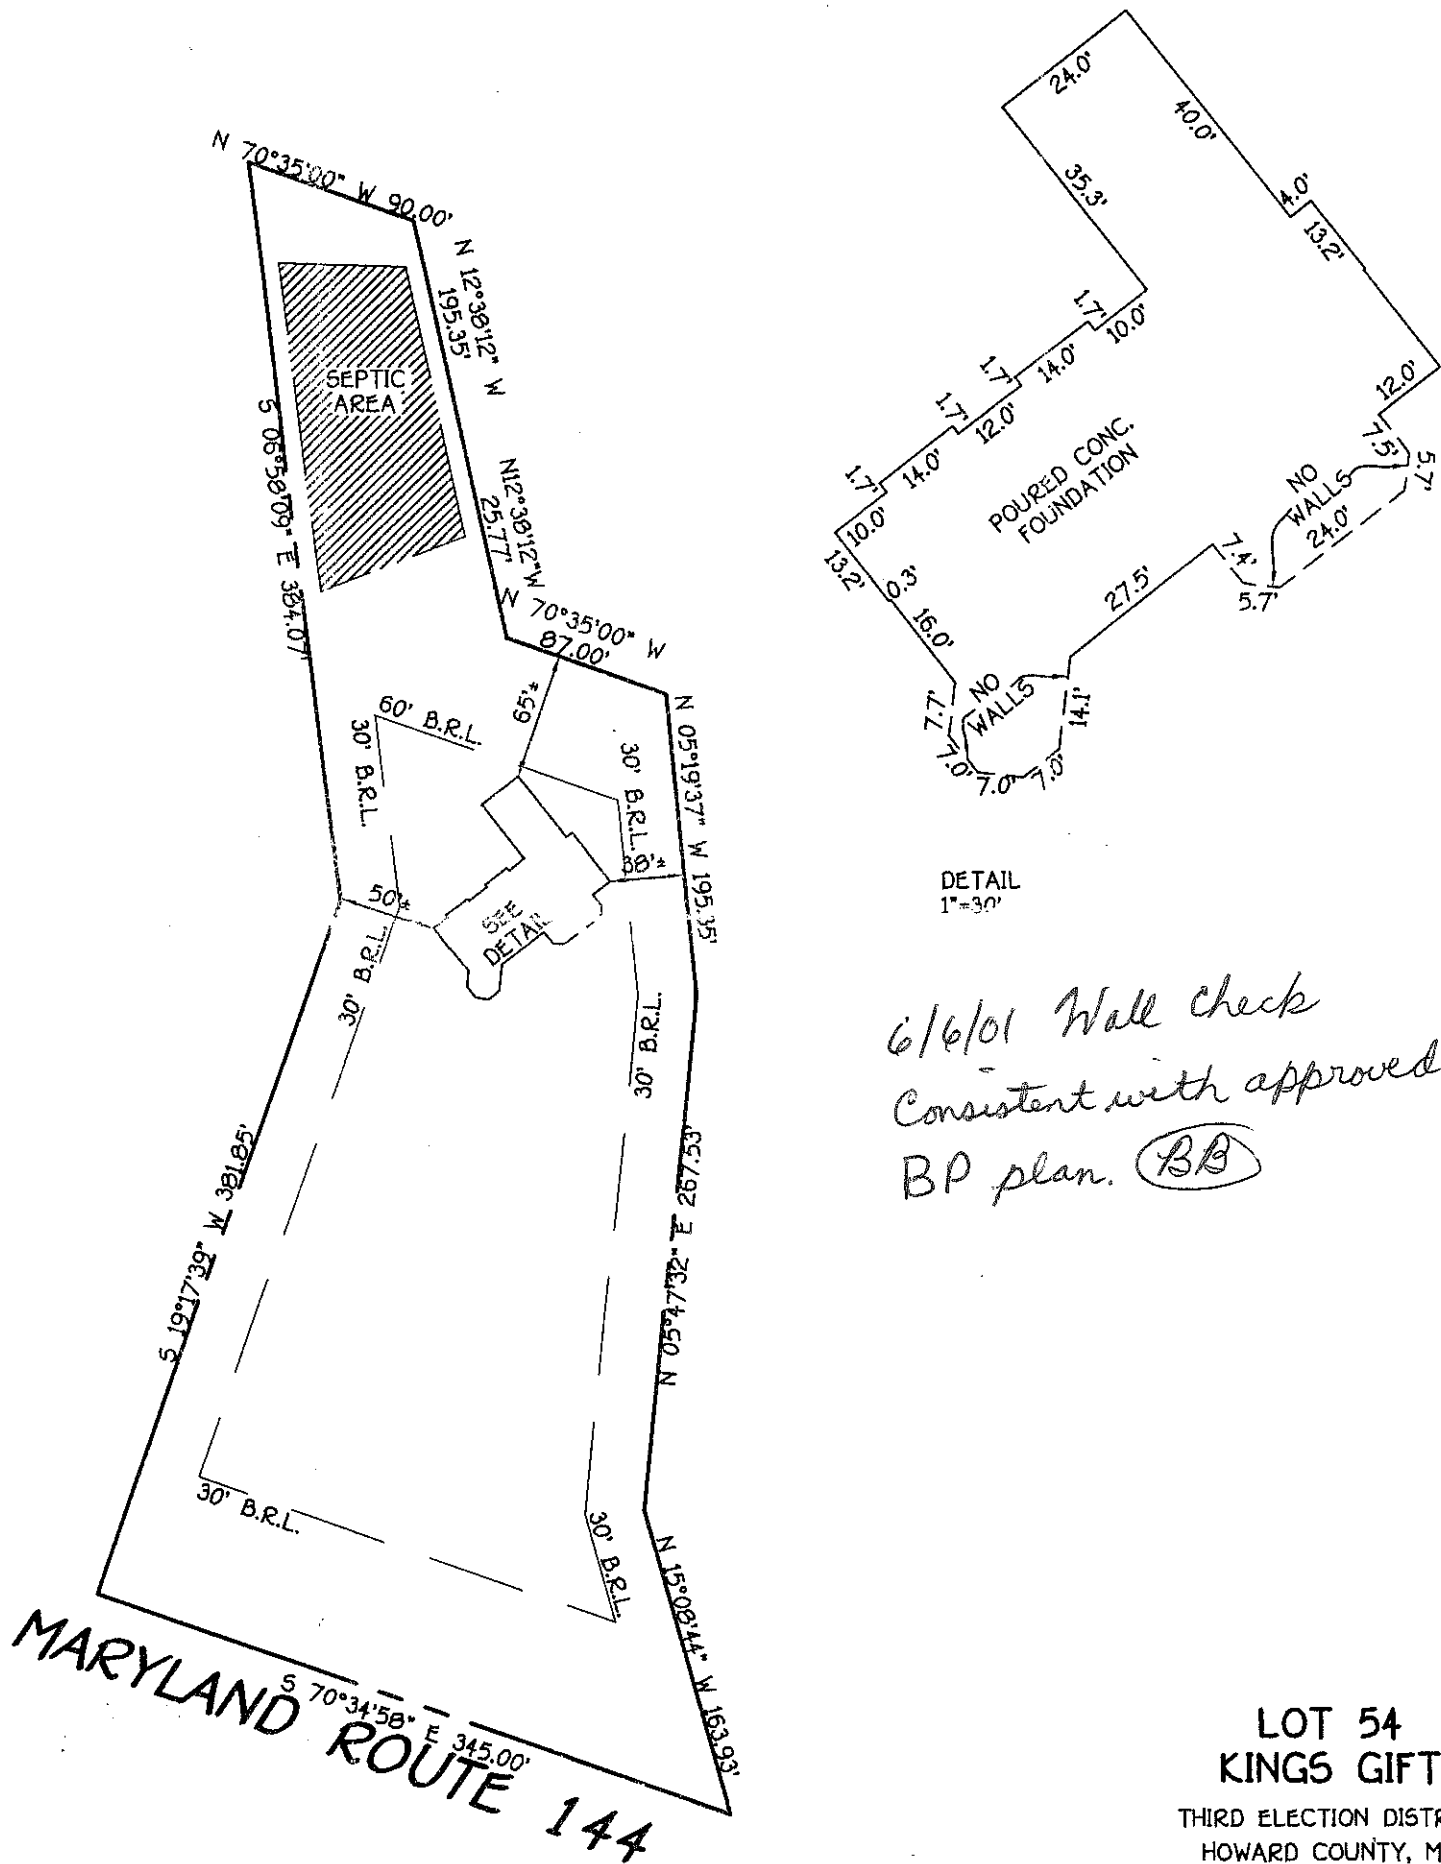 N 70°35'00" W 90.00'
N 12°38'12" W
195.35'
SEPTIC
AREA
S 06°58'09" E 384.07'
N12°38'12"W
25.77'
N 70°35'00" W
87.00'
65'±
60' B.R.L.
30' B.R.L.
30' B.R.L.
N 05°19'37" W 195.35'
38'±
50'±
SEE
DETAIL
30' B.R.L.
30' B.R.L.
S 19°17'39" W 381.85'
N 05°47'32" E 267.53'
30' B.R.L.
30' B.R.L.
N 15°08'44" W 163.93'
S 70°34'58" E 345.00'
MARYLAND ROUTE 144
24.0'
40.0'
35.3'
4.0'
13.2'
1.7'
10.0'
14.0'
1.7'
12.0'
1.7'
14.0'
1.7'
10.0'
12.0'
7.5'
5.7'
POURED CONC.
FOUNDATION
NO
WALLS
24.0'
7.4'
5.7'
27.5'
13.2'
0.3'
16.0'
NO
WALLS
7.7'
14.1'
7.0'
7.0'
7.0'
DETAIL
1"=30'
6/6/01 Wall Check
Consistent with approved
BP plan. BB
LOT 54
KINGS GIFT
THIRD ELECTION DISTR
HOWARD COUNTY, M